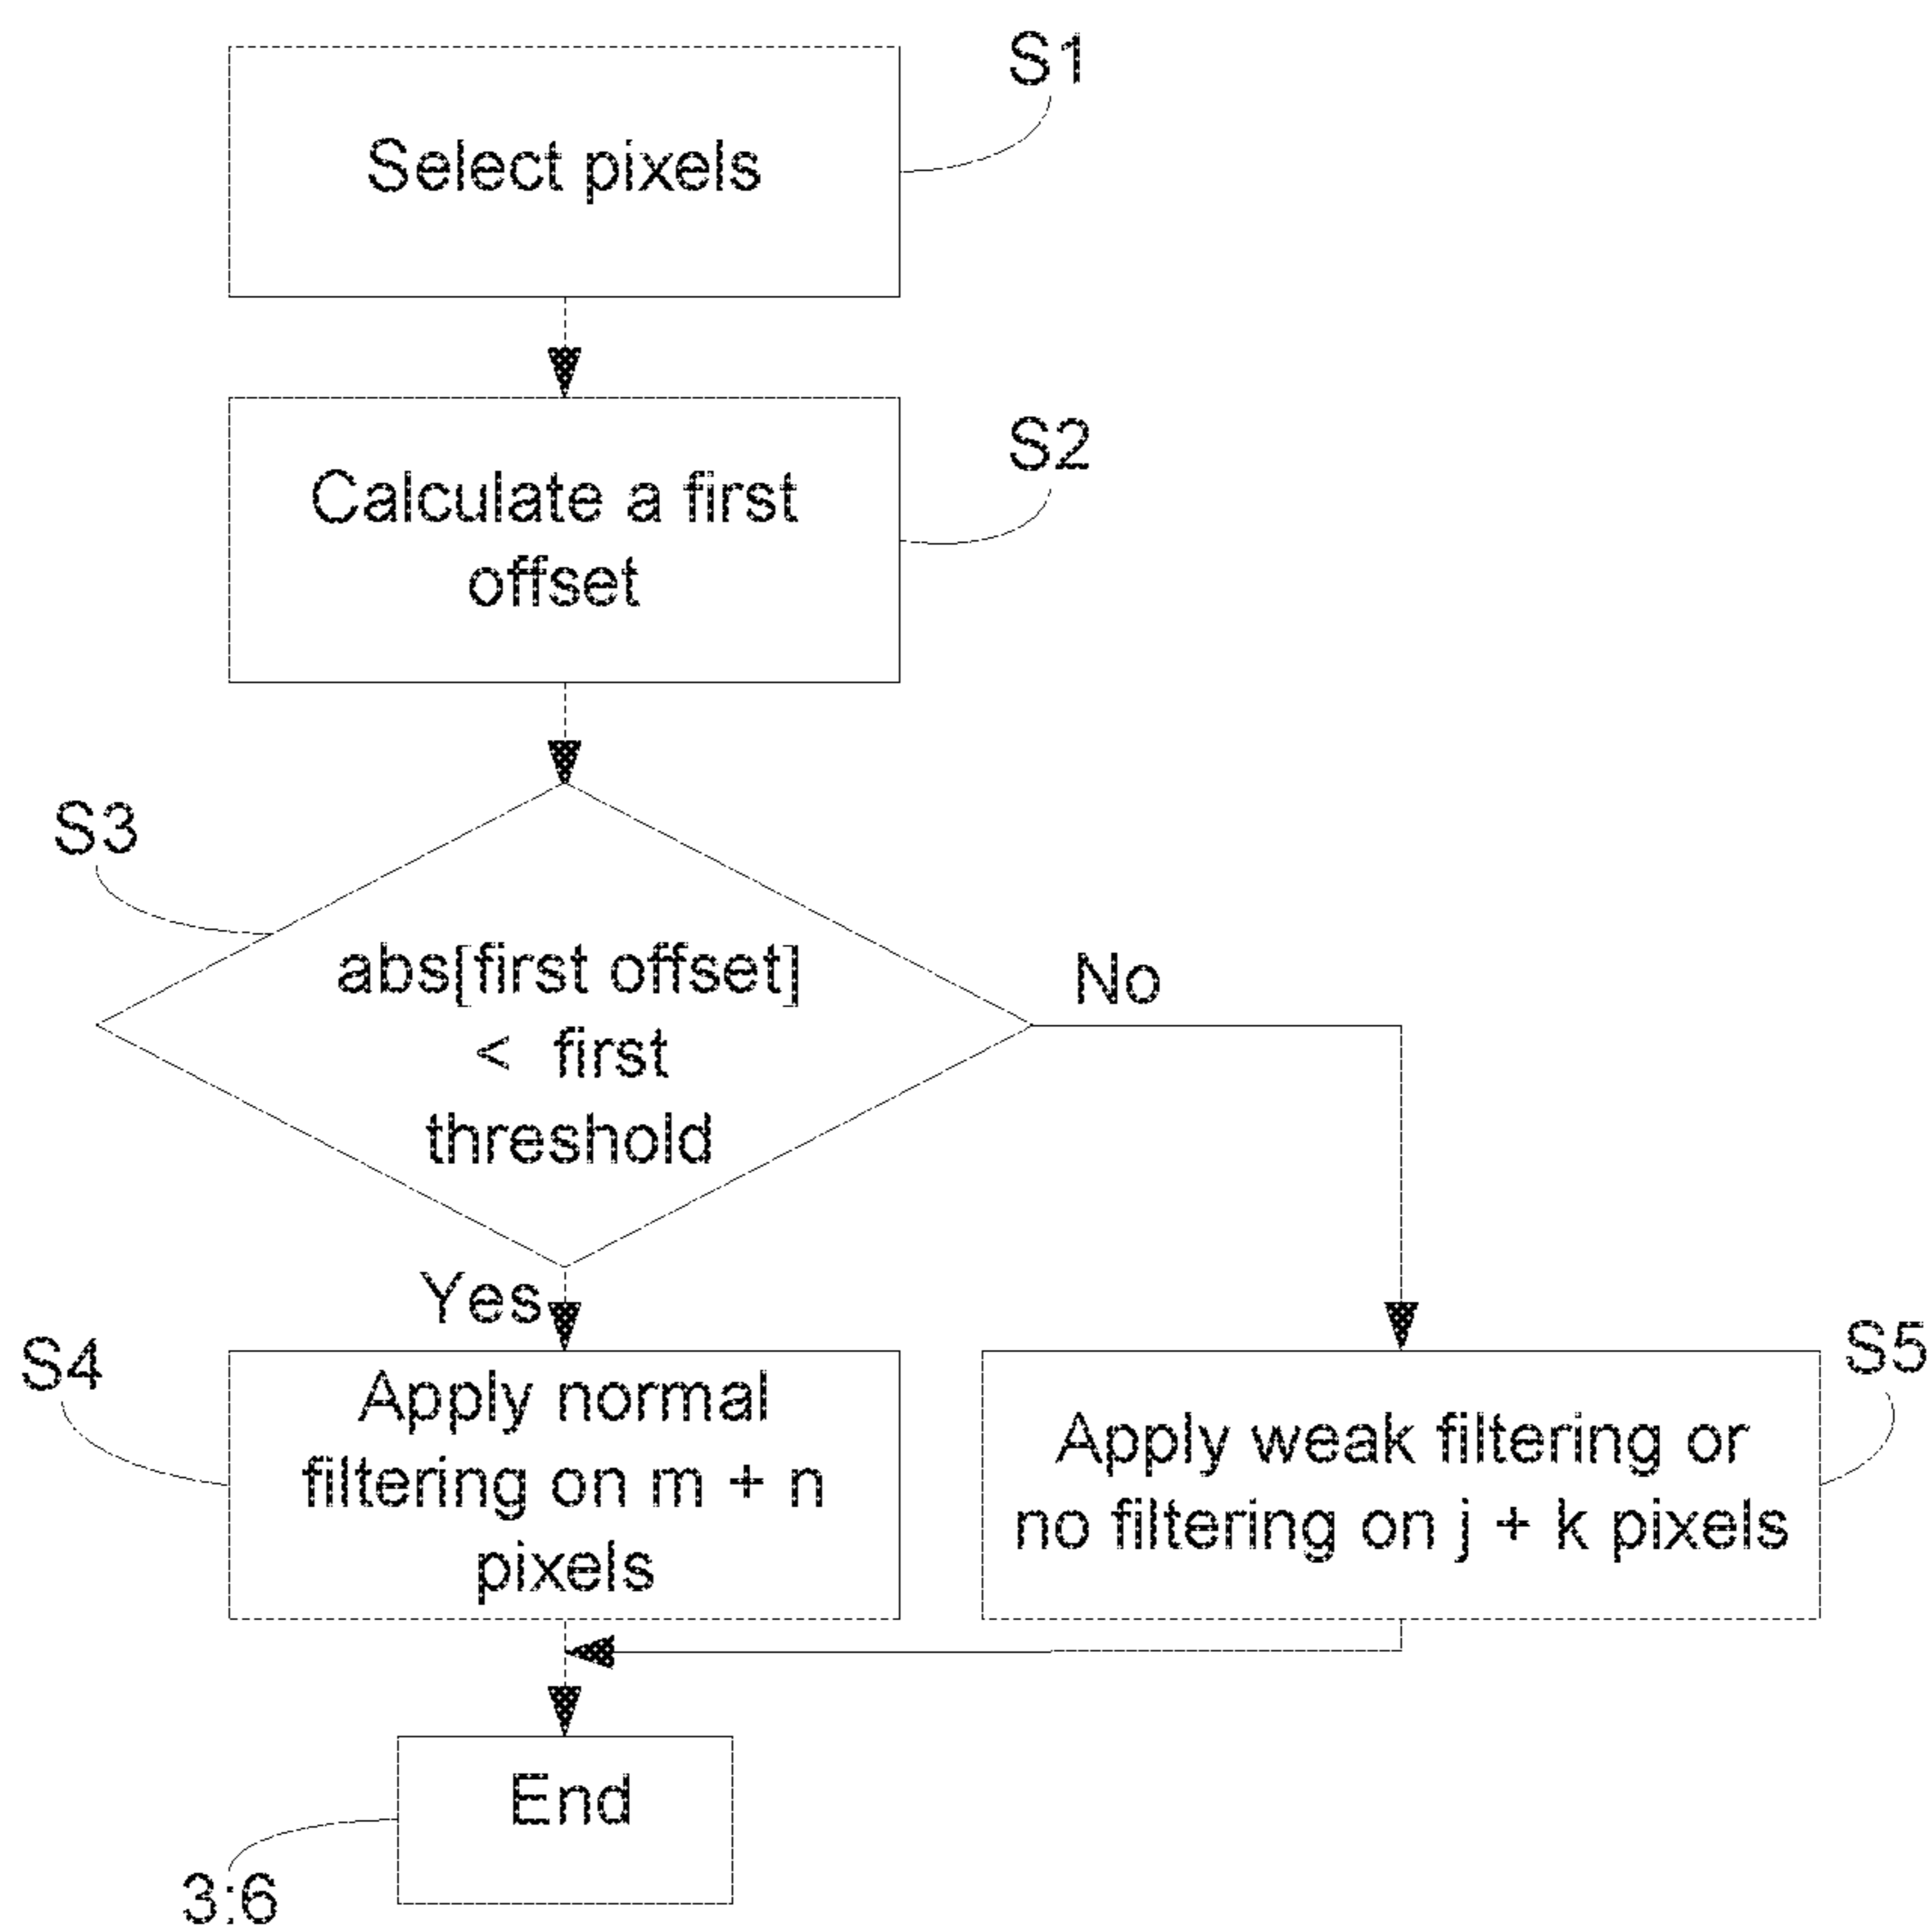 S1
Select pixels
S2
Calculate a first
offset
S3
abs[first offset]
< first
threshold
No
Yes
S4
Apply normal
filtering on m + n
pixels
S5
Apply weak filtering or
no filtering on j + k pixels
End
3:6